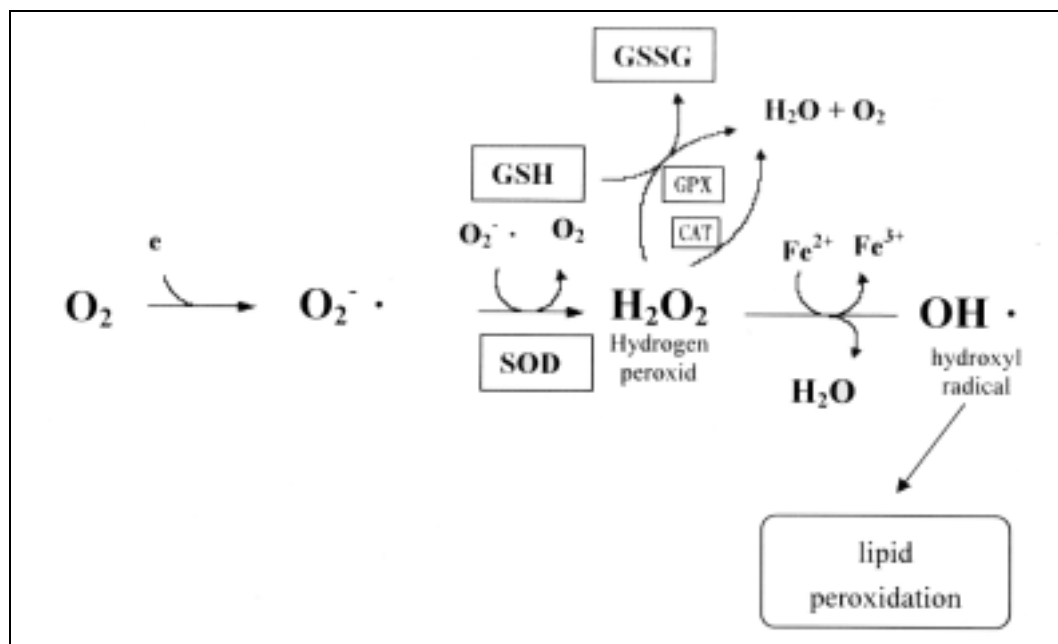 GSSG
H₂O + O₂
GSH
GPX
O₂⁻ · O₂
CAT
Fe²⁺ Fe³⁺
e
O₂
O₂⁻ ·
H₂O₂
OH ·
Hydrogen
peroxid
SOD
hydroxyl
radical
H₂O
lipid
peroxidation